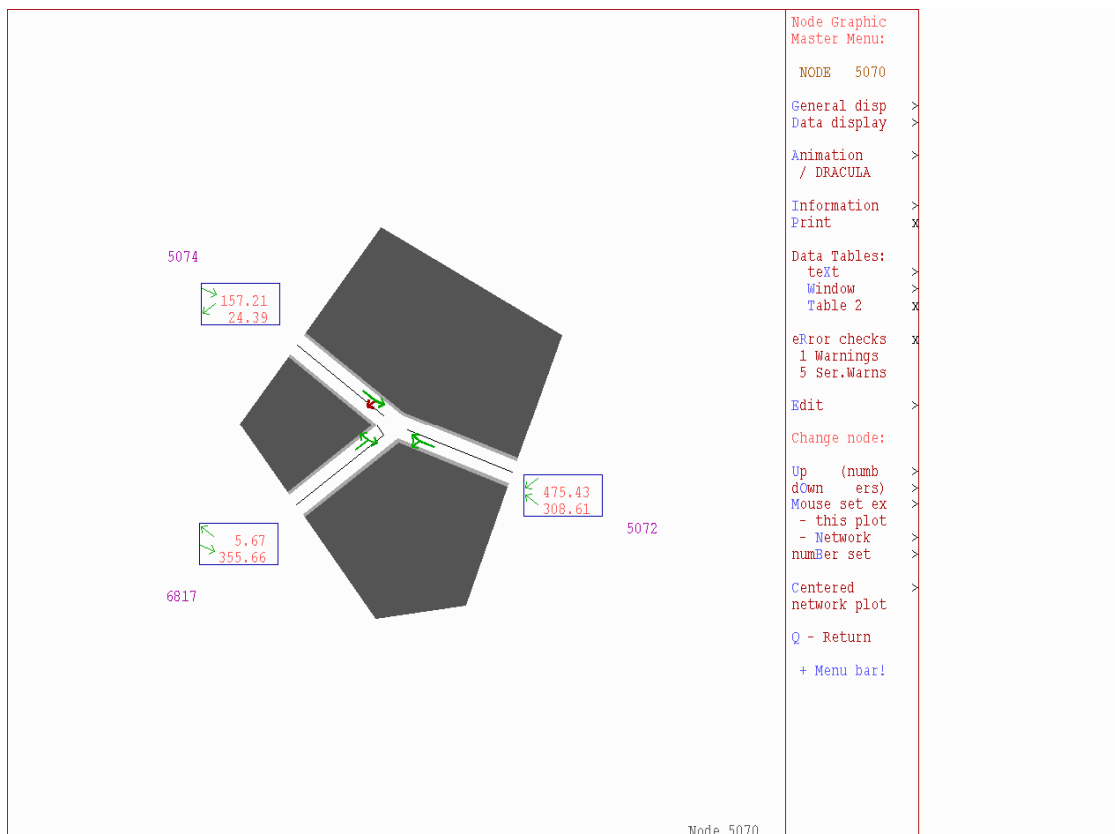 5074
157.21
24.39
5.67
355.66
6817
475.43
308.61
5072
Node 5070
Node Graphic
Master Menu:
NODE 5070
General disp >
Data display >
Animation >
/ DRACULA
Information >
Print x
Data Tables:
teXt >
Window >
Table 2 x
eRror checks x
1 Warnings
5 Ser.Warns
Edit >
Change node:
Up (numb >
dOwn ers) >
Mouse set ex >
- this plot
- Network >
numBer set >
Centered >
network plot
Q - Return
+ Menu bar!